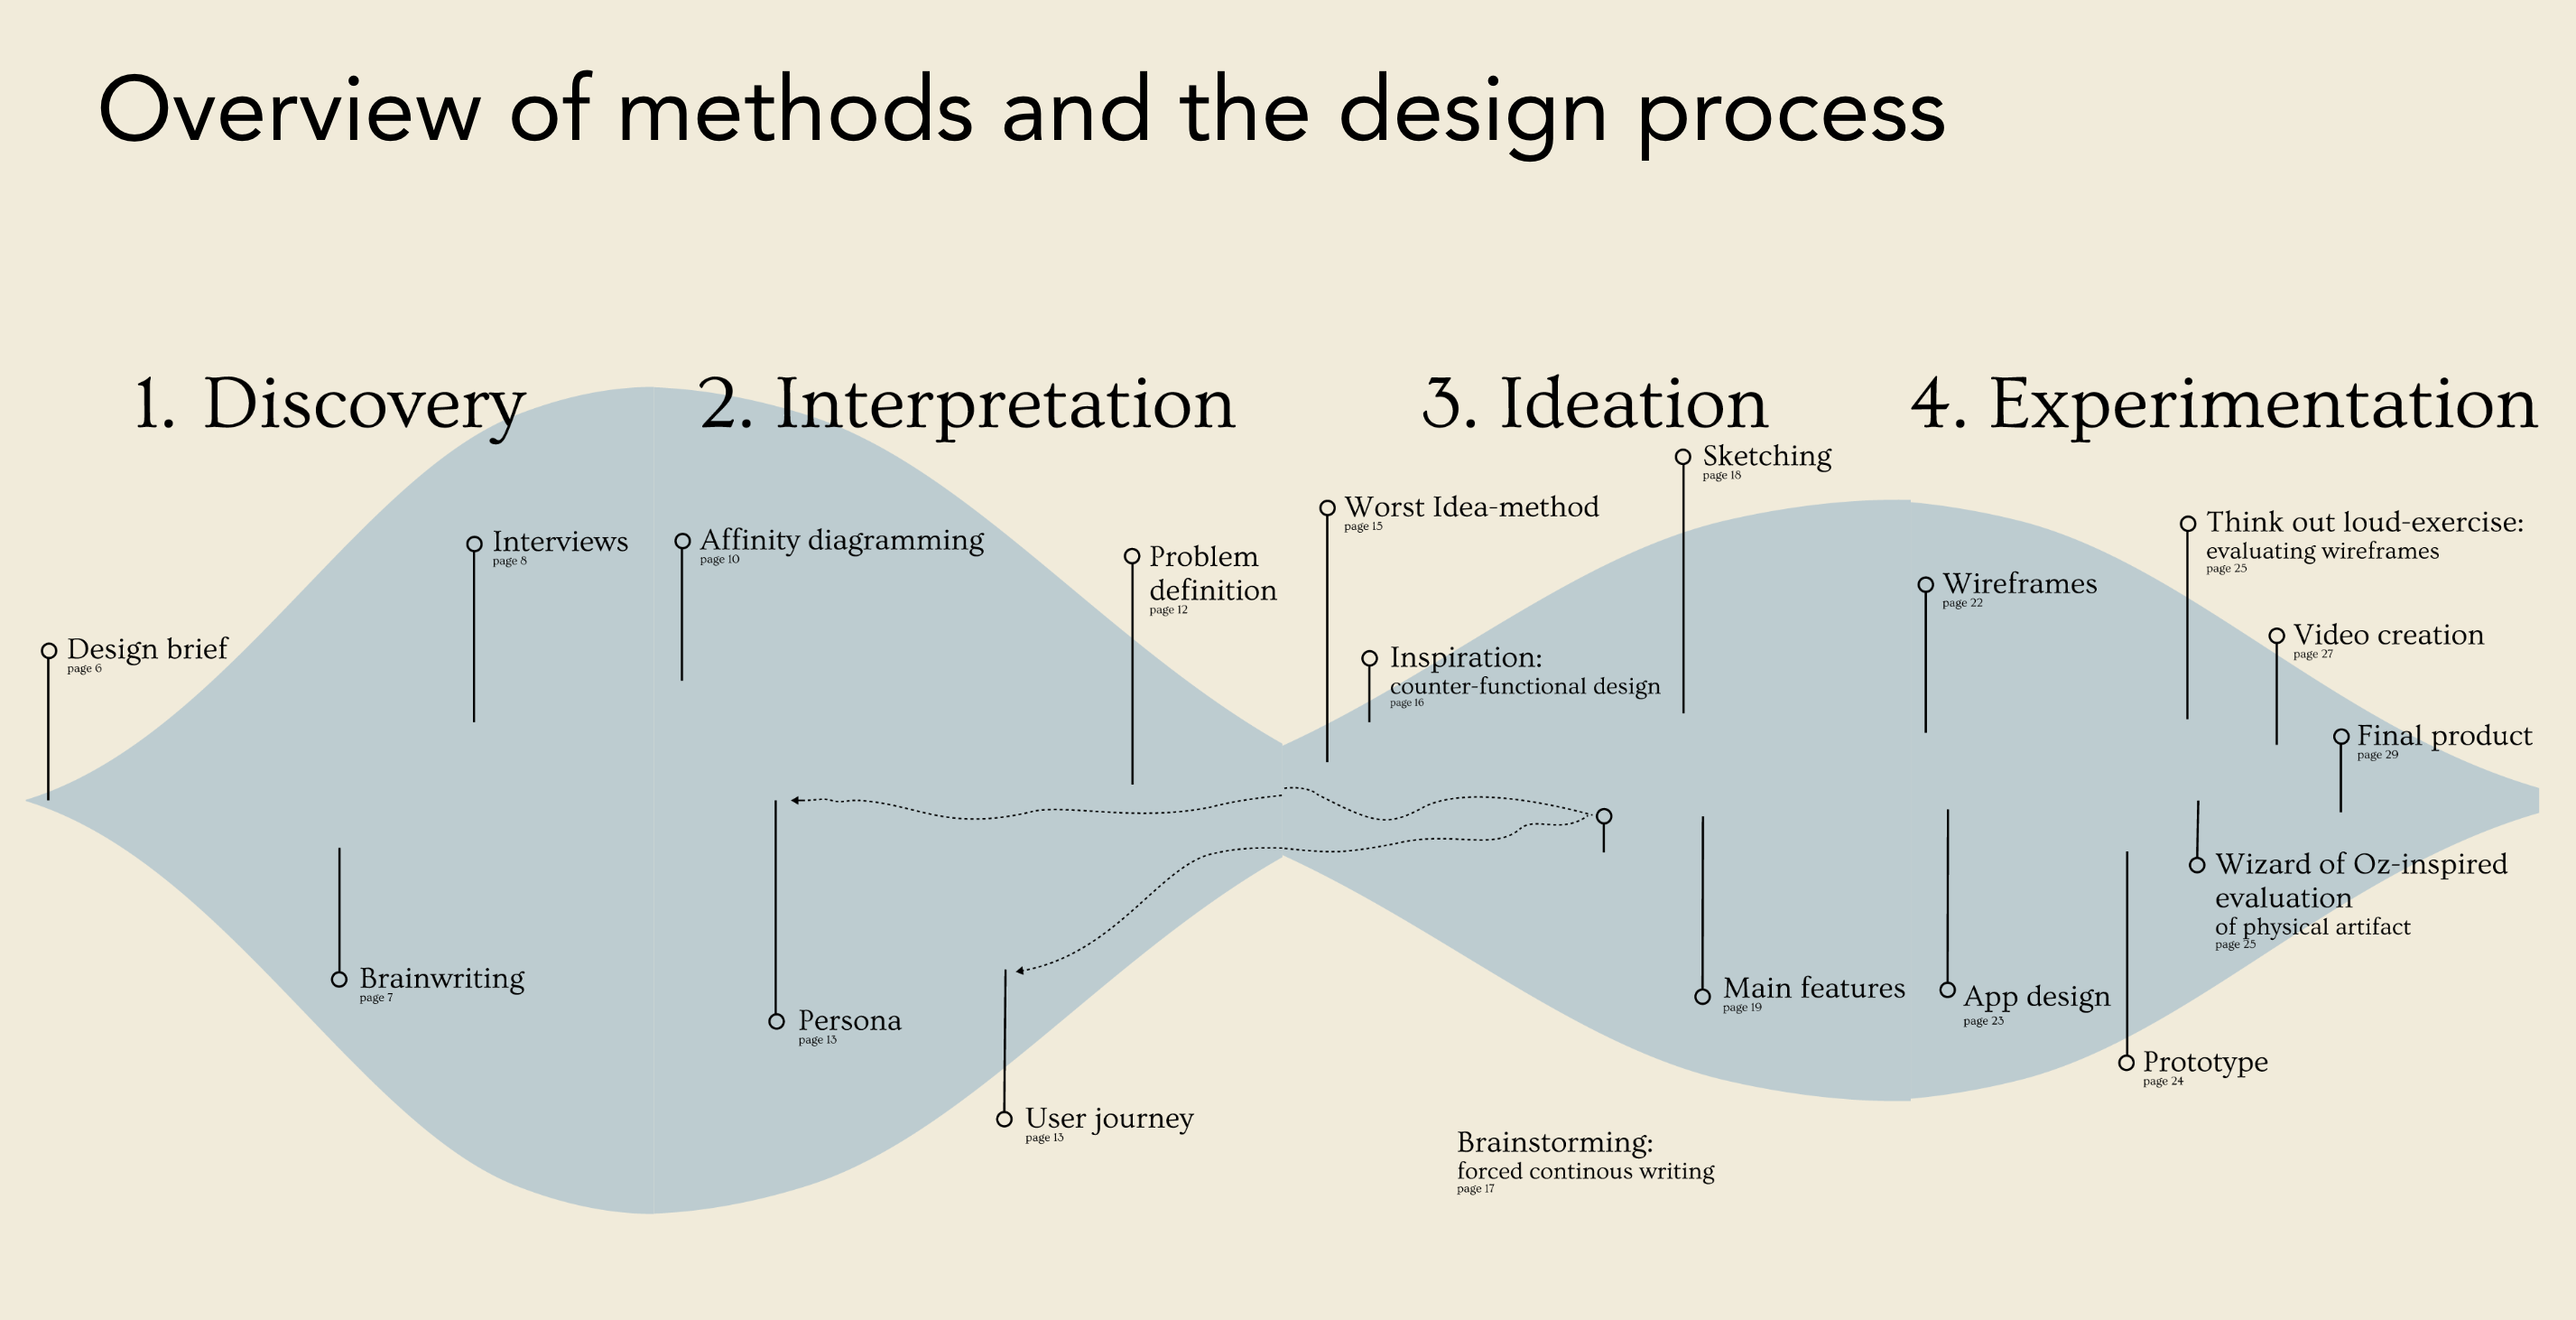 Overview of methods and the design process
1. Discovery
2. Interpretation
3. Ideation
4. Experimentation
Design brief
page 6
Interviews
page 8
Brainwriting
page 7
Affinity diagramming
page 10
Problem
definition
page 12
Persona
page 13
User journey
page 13
Worst Idea-method
page 15
Inspiration:
counter-functional design
page 16
Sketching
page 18
Main features
page 19
Brainstorming:
forced continous writing
page 17
Wireframes
page 22
Think out loud-exercise:
evaluating wireframes
page 25
Video creation
page 27
Final product
page 29
Wizard of Oz-inspired
evaluation
of physical artifact
page 25
App design
page 23
Prototype
page 24